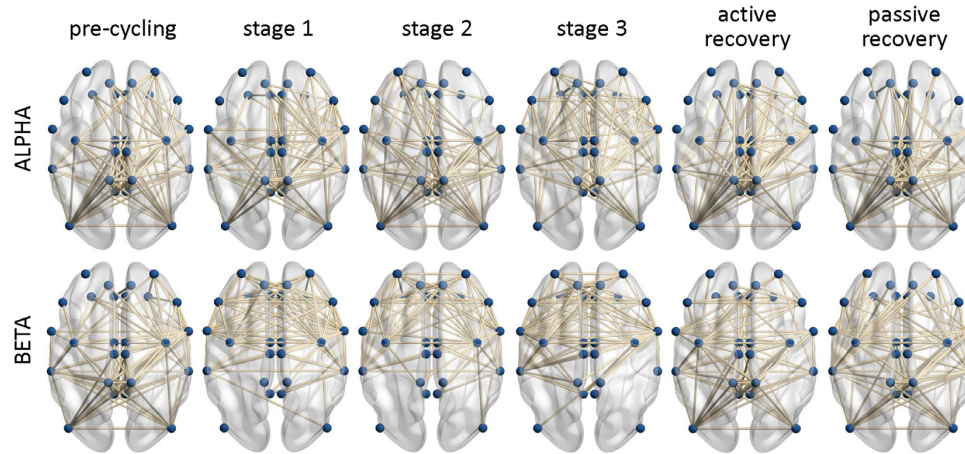 pre-cycling
stage 1
stage 2
stage 3
active
recovery
passive
recovery
ALPHA
BETA